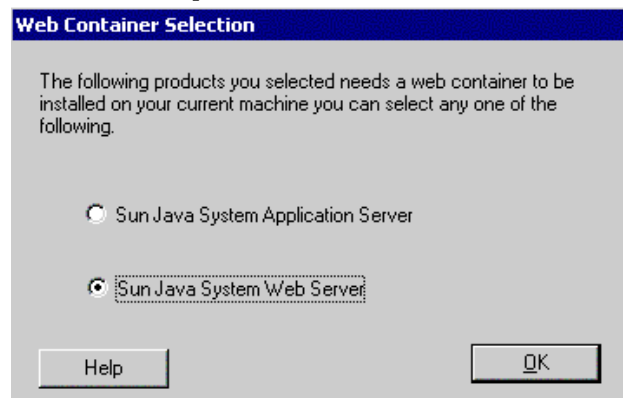 Web Container Selection
The following products you selected needs a web container to be
installed on your current machine you can select any one of the
following.
Sun Java System Application Server
Sun Java System Web Server
Help
OK